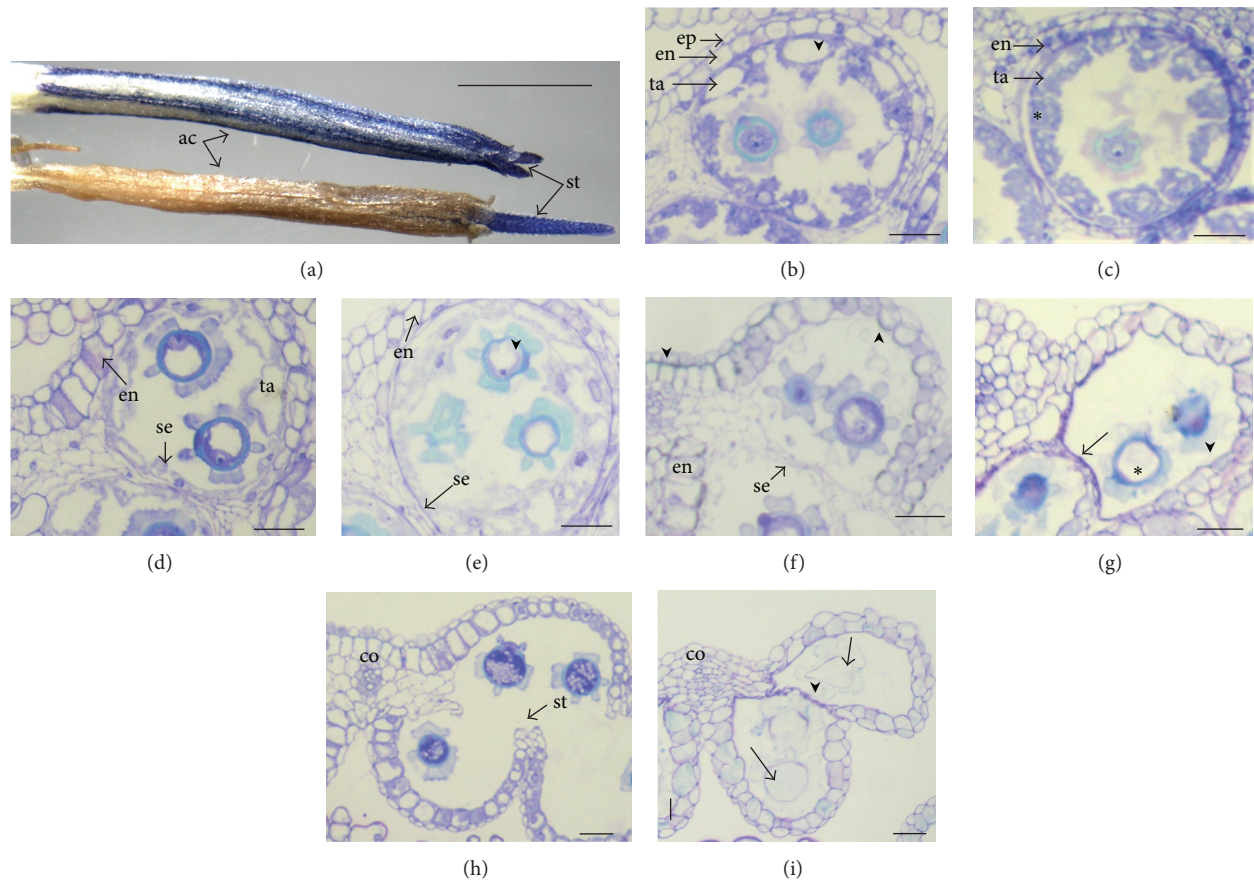 ac
st
(a)
ep
en
ta
(b)
en
ta
*
(c)
en
ta
se
(d)
en
se
(e)
en
se
(f)
*
(g)
co
st
(h)
co
(i)